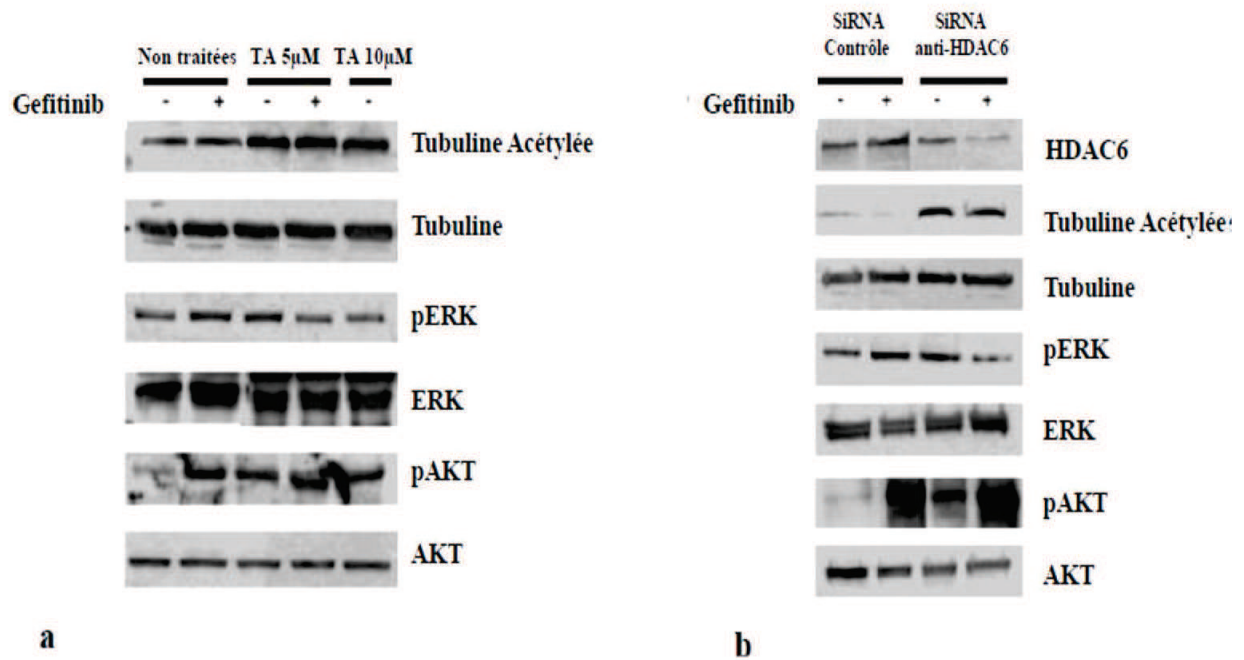 Non traitées TA 5µM TA 10µM
Gefitinib - + - + -
Tubuline Acétylée
Tubuline
pERK
ERK
pAKT
AKT
a
SiRNA Contrôle
SiRNA anti-HDAC6
Gefitinib - + - +
HDAC6
Tubuline Acétylée
Tubuline
pERK
ERK
pAKT
AKT
b